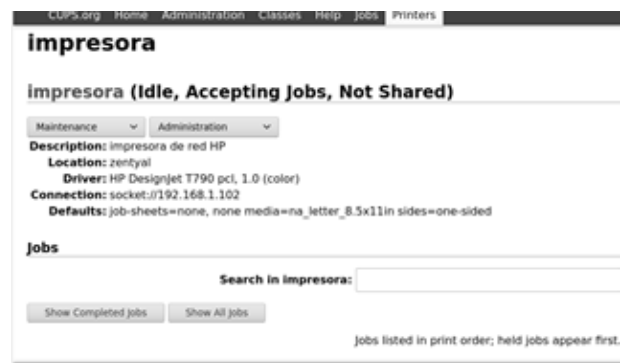 CUPS.org Home Administration Classes Help Jobs Printers
impresora
impresora (Idle, Accepting Jobs, Not Shared)
Maintenance Administration
Description: impresora de red HP
Location: zentyal
Driver: HP DesignJet T790 pcl, 1.0 (color)
Connection: socket://192.168.1.102
Defaults: job-sheets=none, none media=na_letter_8.5x11in sides=one-sided
Jobs
Search in impresora:
Show Completed Jobs Show All Jobs
Jobs listed in print order; held jobs appear first.